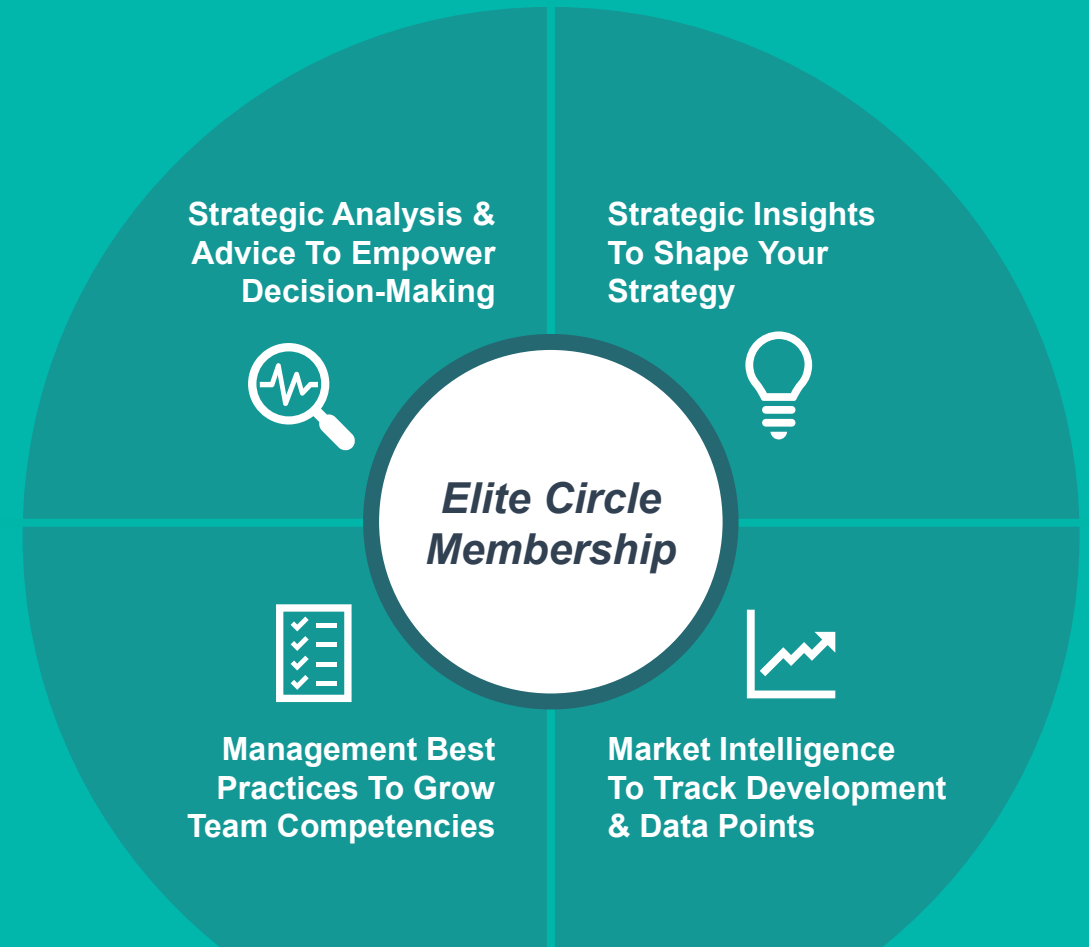 Strategic Analysis &
Advice To Empower
Decision-Making
Strategic Insights
To Shape Your
Strategy
Elite Circle
Membership
Management Best
Practices To Grow
Team Competencies
Market Intelligence
To Track Development
& Data Points